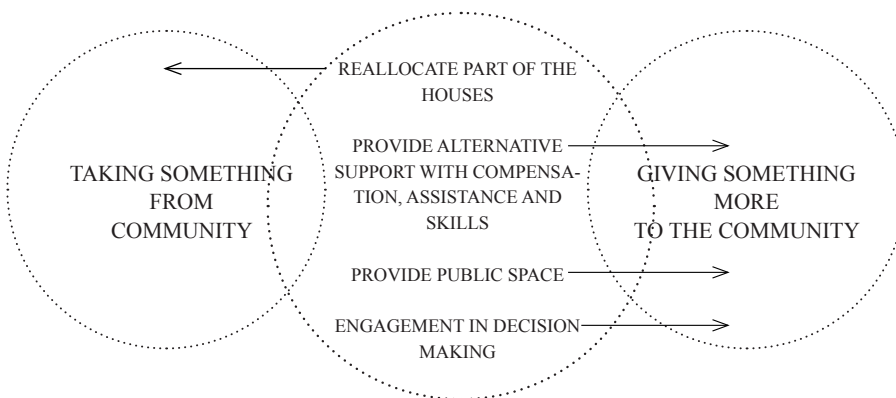 REALLOCATE PART OF THE
HOUSES
PROVIDE ALTERNATIVE
SUPPORT WITH COMPENSA-
TION, ASSISTANCE AND
SKILLS
PROVIDE PUBLIC SPACE
ENGAGEMENT IN DECISION
MAKING
TAKING SOMETHING
FROM
COMMUNITY
GIVING SOMETHING
MORE
TO THE COMMUNITY